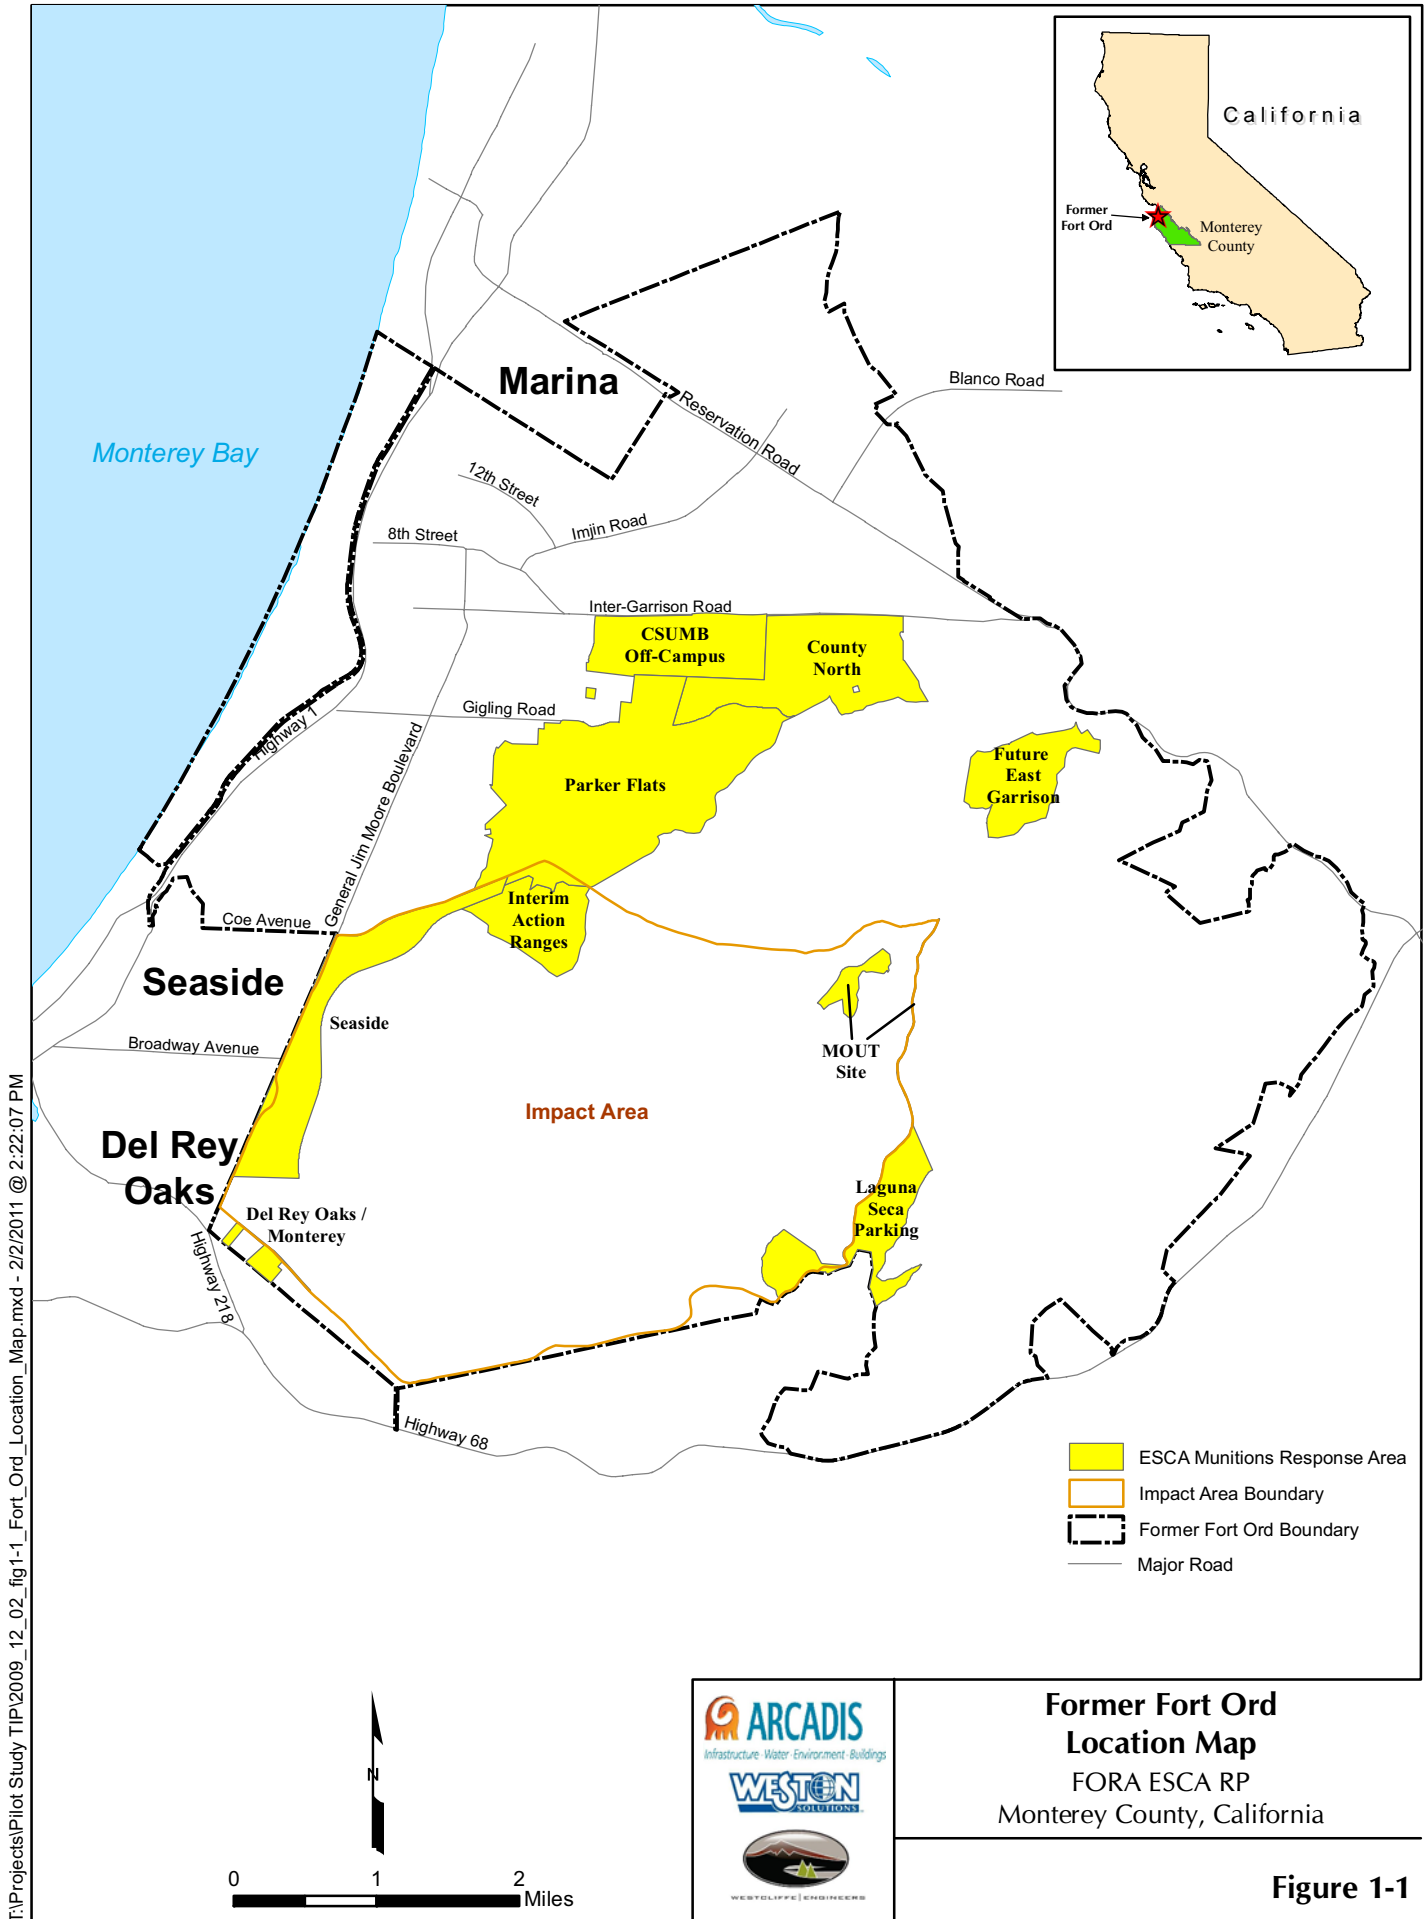 California
Former
Fort Ord
Monterey
County
Marina
Blanco Road
Reservation Road
Monterey Bay
12th Street
Imjin Road
8th Street
Inter-Garrison Road
CSUMB
Off-Campus
County
North
Gigling Road
Highway 1
General Jim Moore Boulevard
Parker Flats
Future
East
Garrison
Interim
Action
Ranges
Coe Avenue
Seaside
Seaside
Broadway Avenue
MOUT
Site
Impact Area
Del Rey
Oaks
Laguna
Seca
Parking
Del Rey Oaks /
Monterey
Highway 218
Highway 68
ESCA Munitions Response Area
Impact Area Boundary
Former Fort Ord Boundary
Major Road
T:\Projects\Pilot Study TIP\2009_12_02_fig1-1_Fort_Ord_Location_Map.mxd - 2/2/2011 @ 2:22:07 PM
N
0 1 2
Miles
ARCADIS
Infrastructure · Water · Environment · Buildings
WESTON
SOLUTIONS
WESTCLIFFE | ENGINEERS
Former Fort Ord
Location Map
FORA ESCA RP
Monterey County, California
Figure 1-1